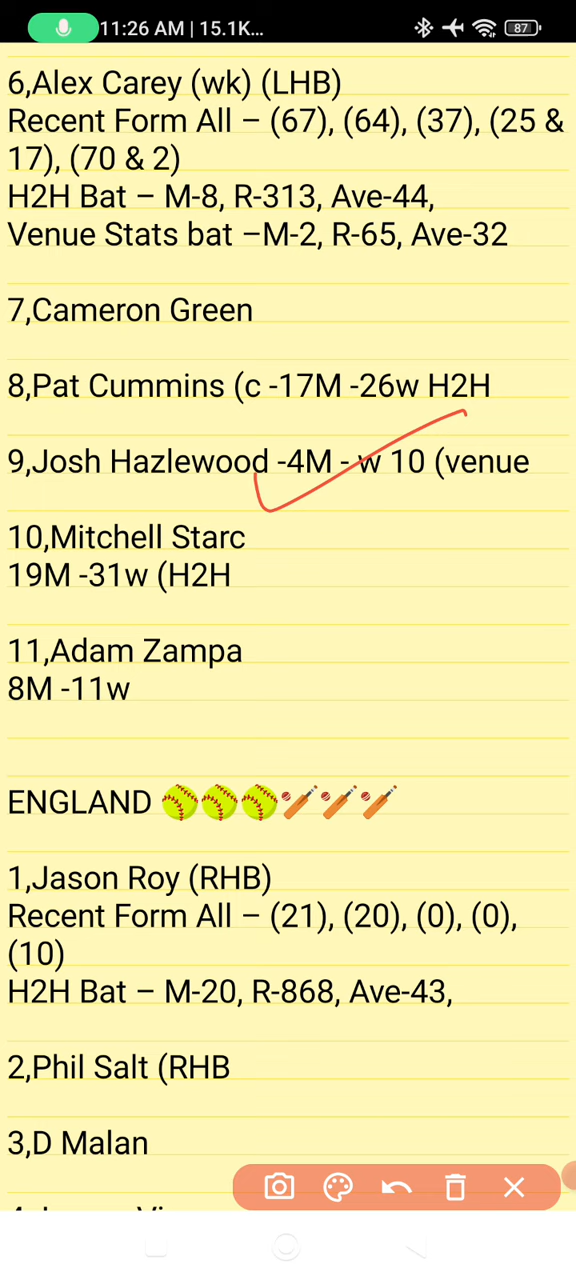 11:26 AM | 15.1K...
87
6,Alex Carey (wk) (LHB)
Recent Form All – (67), (64), (37), (25 &
17), (70 & 2)
H2H Bat – M-8, R-313, Ave-44,
Venue Stats bat –M-2, R-65, Ave-32
7,Cameron Green
8,Pat Cummins (c -17M -26w H2H
9,Josh Hazlewood -4M - w 10 (venue
10,Mitchell Starc
19M -31w (H2H
11,Adam Zampa
8M -11w
ENGLAND
1,Jason Roy (RHB)
Recent Form All – (21), (20), (0), (0),
(10)
H2H Bat – M-20, R-868, Ave-43,
2,Phil Salt (RHB
3,D Malan